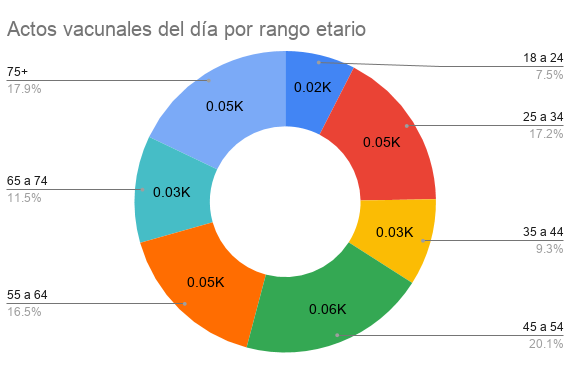 Actos vacunales del día por rango etario
18 a 24
7.5%
25 a 34
17.2%
35 a 44
9.3%
45 a 54
20.1%
55 a 64
16.5%
65 a 74
11.5%
75+
17.9%
0.02K
0.05K
0.03K
0.06K
0.05K
0.03K
0.05K